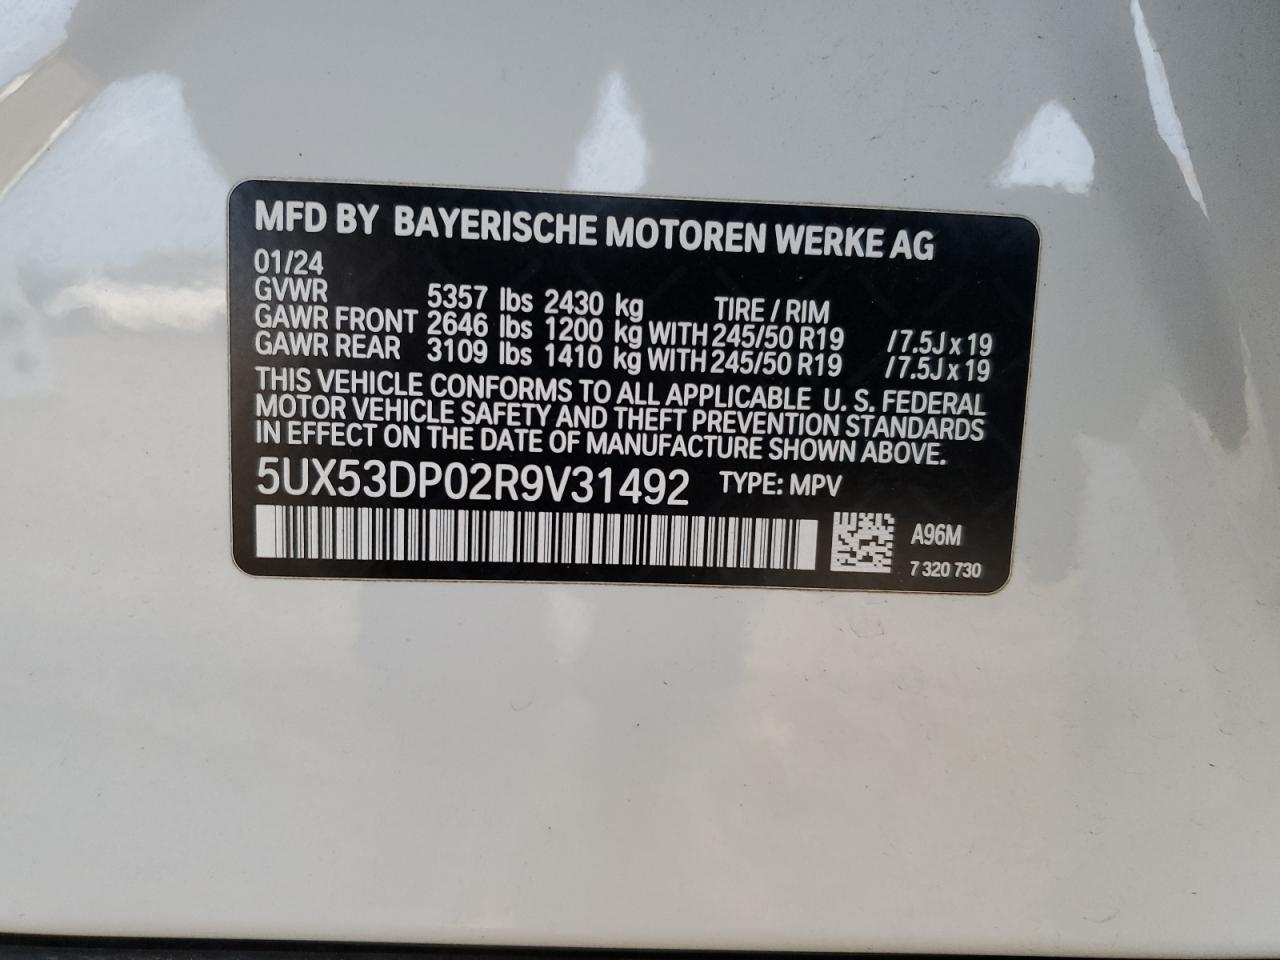 MFD BY BAYERISCHE MOTOREN WERKE AG
01/24
GVWR 5357 lbs 2430 kg TIRE / RIM
GAWR FRONT 2646 lbs 1200 kg WITH 245/50 R19 /7.5J x 19
GAWR REAR 3109 lbs 1410 kg WITH 245/50 R19 /7.5J x 19
THIS VEHICLE CONFORMS TO ALL APPLICABLE U. S. FEDERAL
MOTOR VEHICLE SAFETY AND THEFT PREVENTION STANDARDS
IN EFFECT ON THE DATE OF MANUFACTURE SHOWN ABOVE.
5UX53DP02R9V31492 TYPE: MPV
A96M
7 320 730